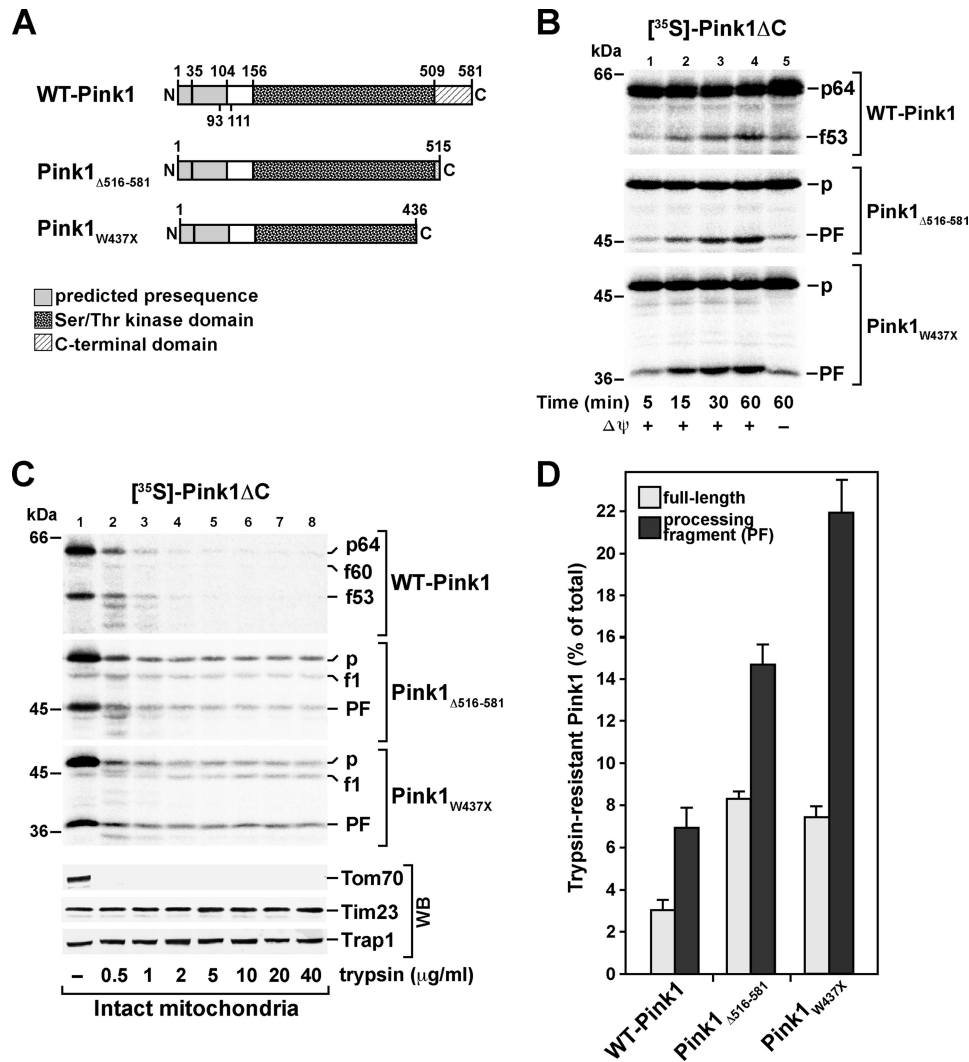 A
1 35 104 156 509 581
WT-Pink1 N C
93 111
1 515
Pink1Δ516-581 N C
1 436
Pink1W437X N C
predicted presequence
Ser/Thr kinase domain
C-terminal domain
B
[³⁵S]-Pink1ΔC
kDa 1 2 3 4 5
66
p64
WT-Pink1
f53
p
Pink1Δ516-581
45 PF
p
45
Pink1W437X
36 PF
Time (min) 5 15 30 60 60
Δψ + + + + –
C
[³⁵S]-Pink1ΔC
kDa 1 2 3 4 5 6 7 8
66
p64
f60
WT-Pink1
f53
p
f1
Pink1Δ516-581
45 PF
p
45
f1
Pink1W437X
36 PF
Tom70
Tim23
WB
Trap1
– 0.5 1 2 5 10 20 40 trypsin (μg/ml)
Intact mitochondria
D
full-length
processing
fragment (PF)
Trypsin-resistant Pink1 (% of total)
22
20
18
16
14
12
10
8
6
4
2
0
WT-Pink1
Pink1Δ516-581
Pink1W437X